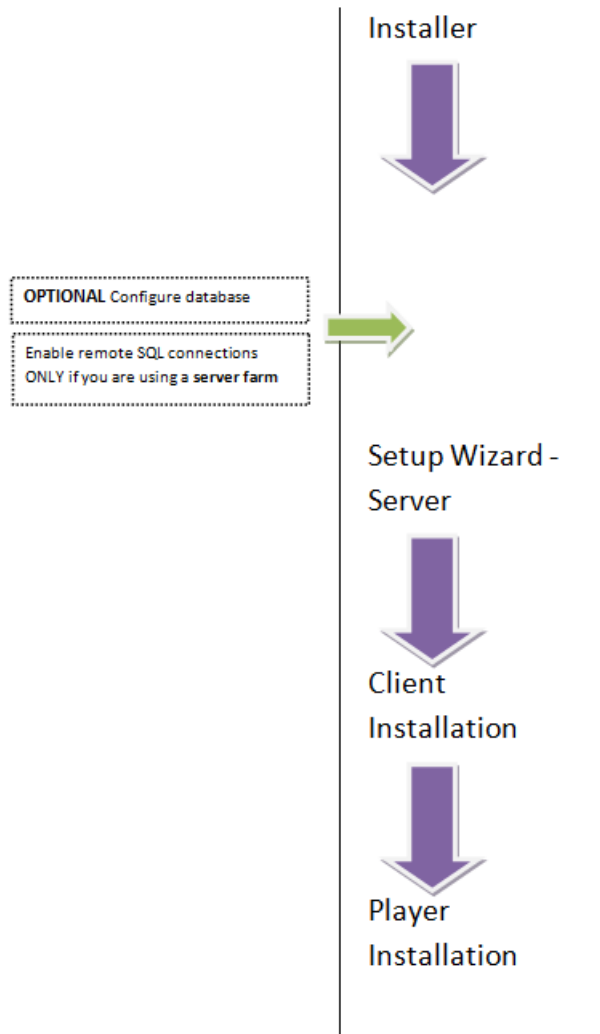 Installer
OPTIONAL Configure database
Enable remote SQL connections
ONLY if you are using a server farm
Setup Wizard -
Server
Client
Installation
Player
Installation